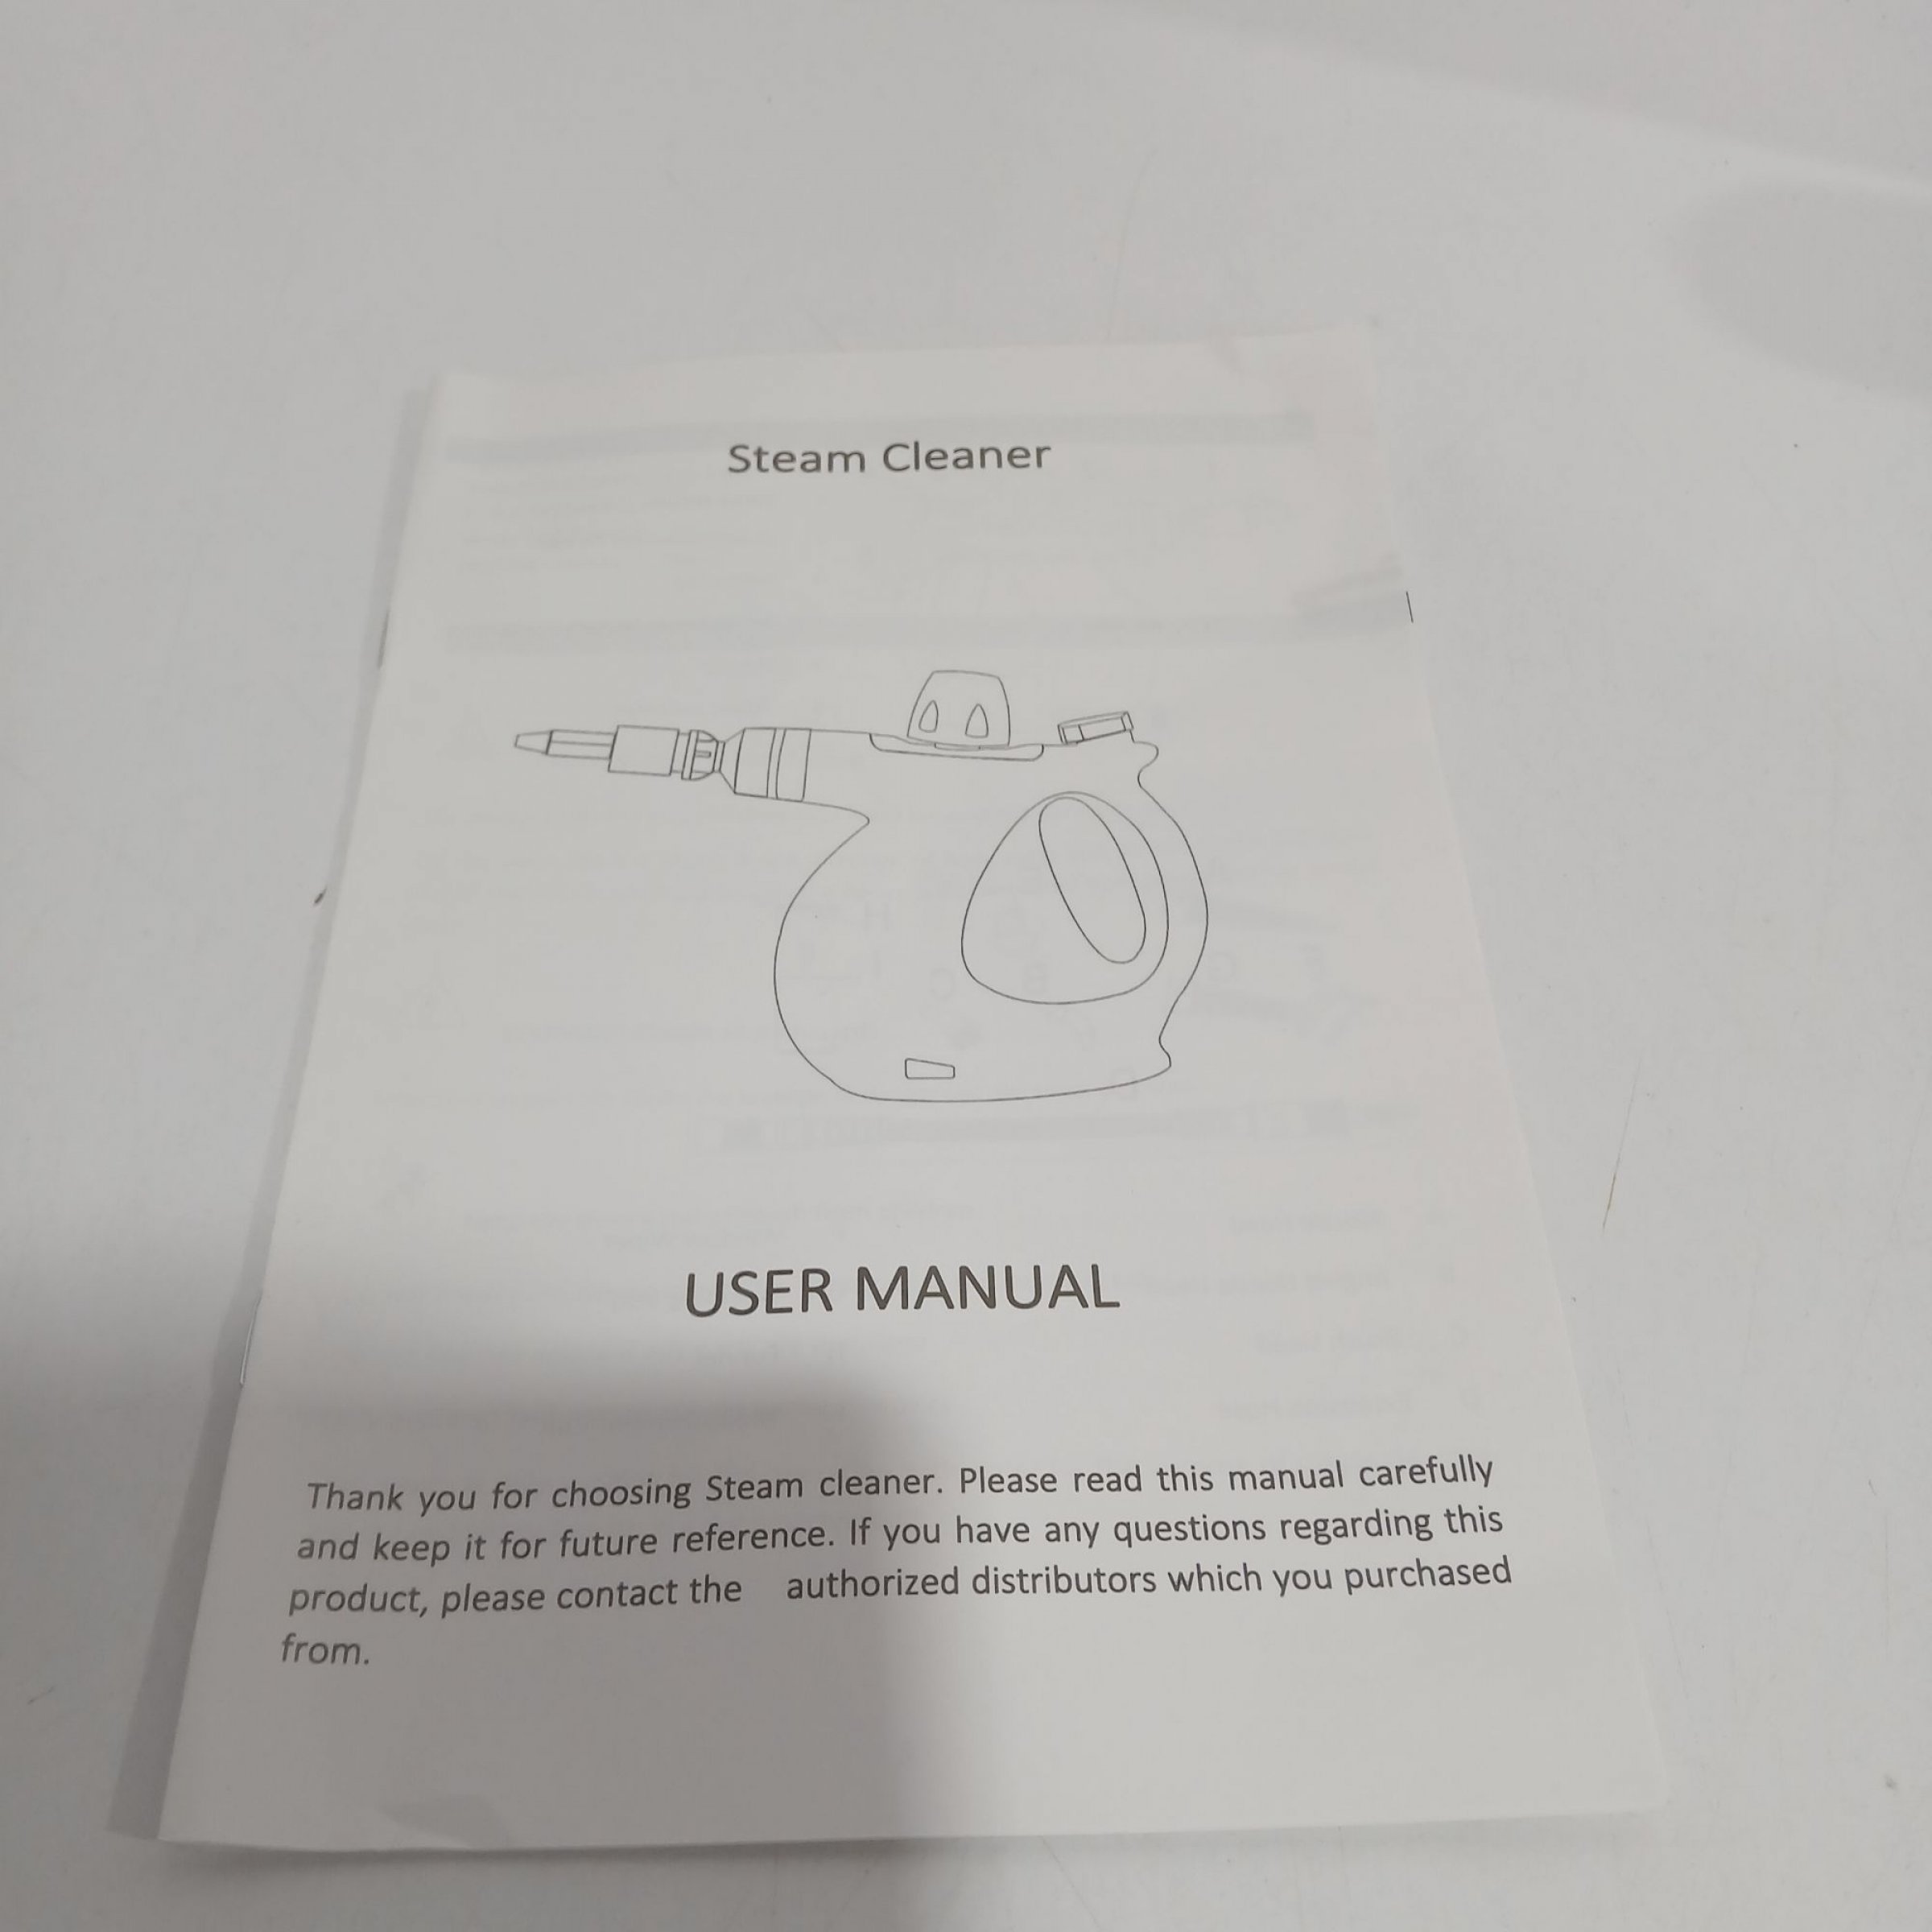 Steam Cleaner
USER MANUAL
Thank you for choosing Steam cleaner. Please read this manual carefully
and keep it for future reference. If you have any questions regarding this
product, please contact the authorized distributors which you purchased
from.